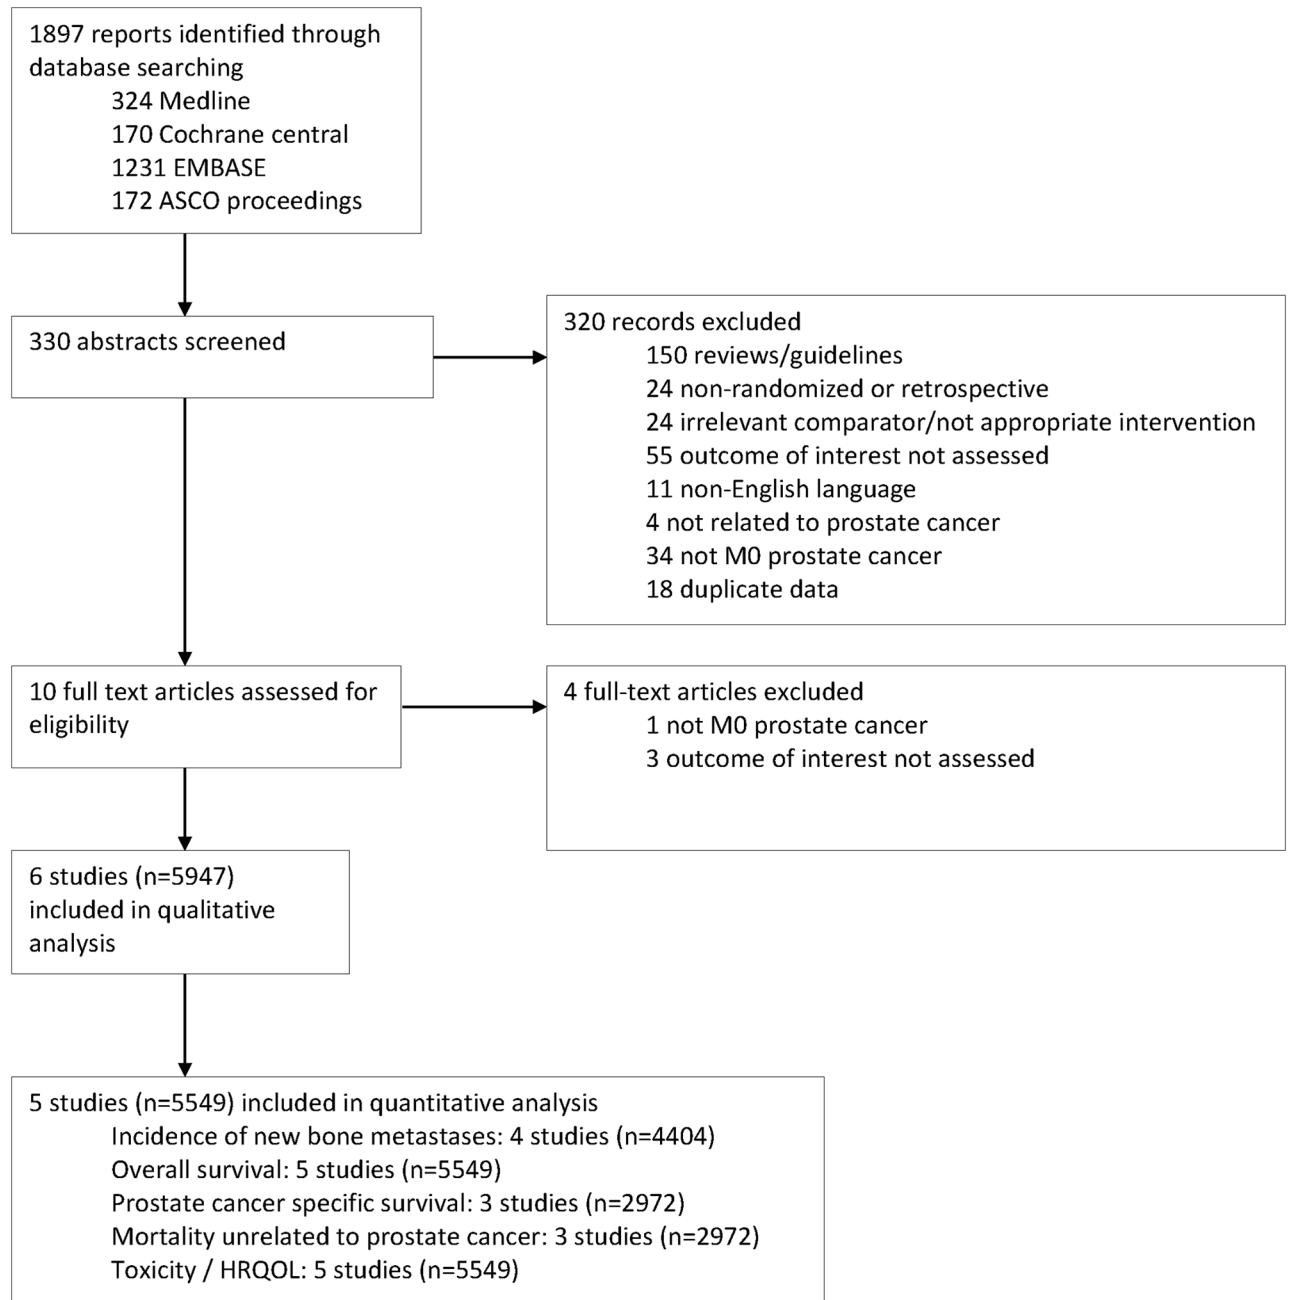 1897 reports identified through
database searching
324 Medline
170 Cochrane central
1231 EMBASE
172 ASCO proceedings
330 abstracts screened
320 records excluded
150 reviews/guidelines
24 non-randomized or retrospective
24 irrelevant comparator/not appropriate intervention
55 outcome of interest not assessed
11 non-English language
4 not related to prostate cancer
34 not M0 prostate cancer
18 duplicate data
10 full text articles assessed for
eligibility
4 full-text articles excluded
1 not M0 prostate cancer
3 outcome of interest not assessed
6 studies (n=5947)
included in qualitative
analysis
5 studies (n=5549) included in quantitative analysis
Incidence of new bone metastases: 4 studies (n=4404)
Overall survival: 5 studies (n=5549)
Prostate cancer specific survival: 3 studies (n=2972)
Mortality unrelated to prostate cancer: 3 studies (n=2972)
Toxicity / HRQOL: 5 studies (n=5549)